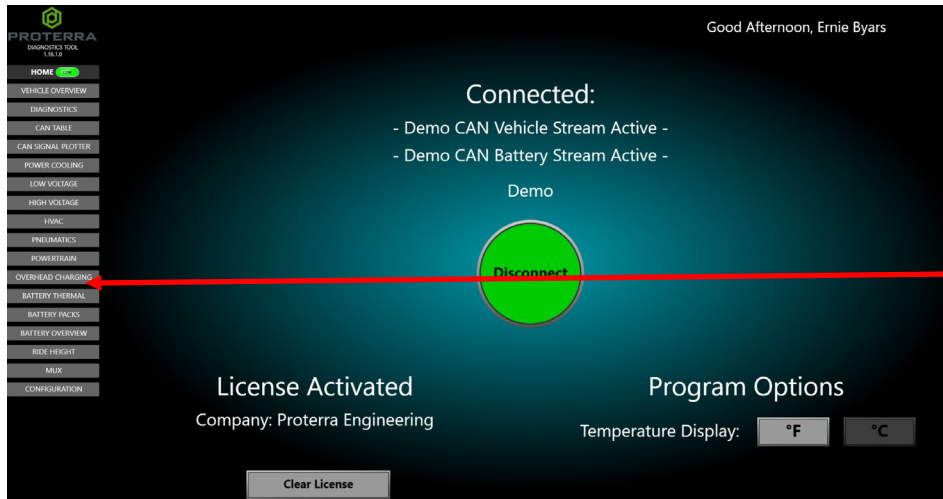 PROTERRA
DIAGNOSTICS TOOL
1.16.1.0
Good Afternoon, Ernie Byars
HOME
VEHICLE OVERVIEW
DIAGNOSTICS
CAN TABLE
CAN SIGNAL PLOTTER
POWER COOLING
LOW VOLTAGE
HIGH VOLTAGE
HVAC
PNEUMATICS
POWERTRAIN
OVERHEAD CHARGING
BATTERY THERMAL
BATTERY PACKS
BATTERY OVERVIEW
RIDE HEIGHT
MUX
CONFIGURATION
Connected:
- Demo CAN Vehicle Stream Active -
- Demo CAN Battery Stream Active -
Demo
Disconnect
License Activated
Company: Proterra Engineering
Clear License
Program Options
Temperature Display: °F °C